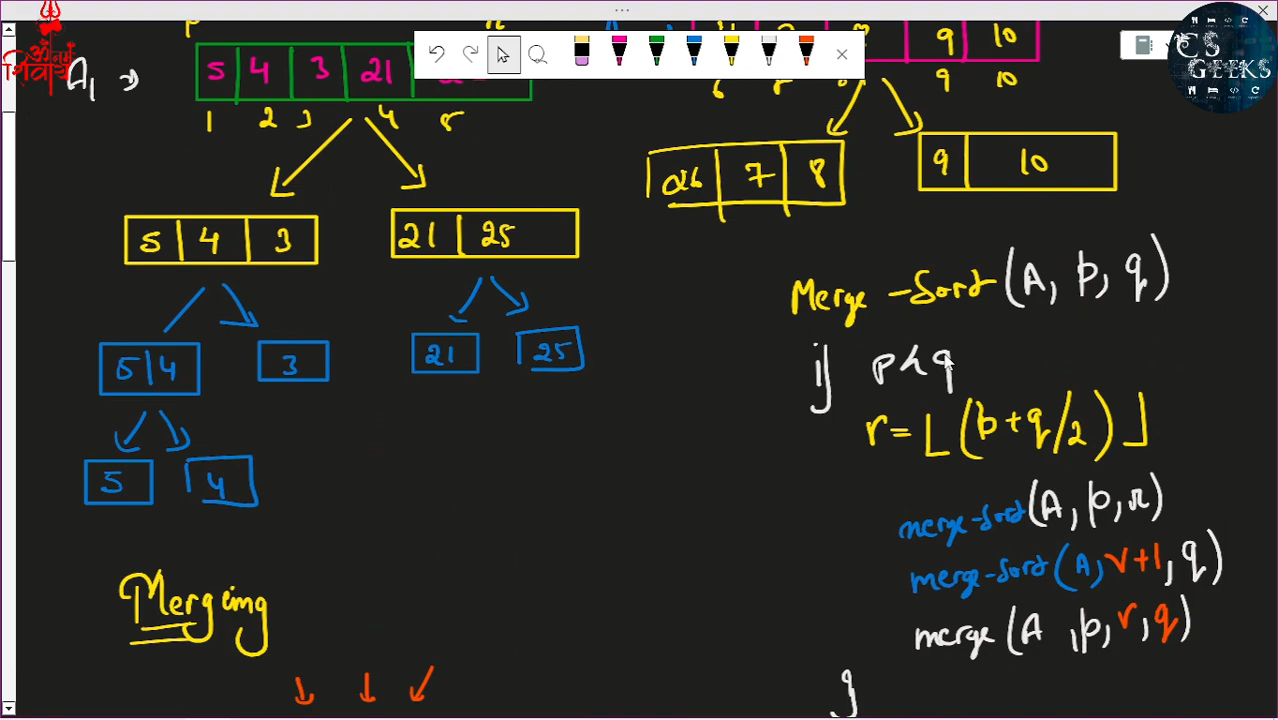 ॐ नमः
शिवाय
CS
GEEKS
A1 →
5 4 3 21
1 2 3 4
9 10
9 10
5 4 3
21 25
7 8
9 10
5 4
3
21
25
5
4
Merging
Merge-Sort (A, p, q)
if p < q
r = ⌊(p+q/2)⌋
merge-sort (A, p, r)
merge-sort (A, r+1, q)
merge (A, p, r, q)